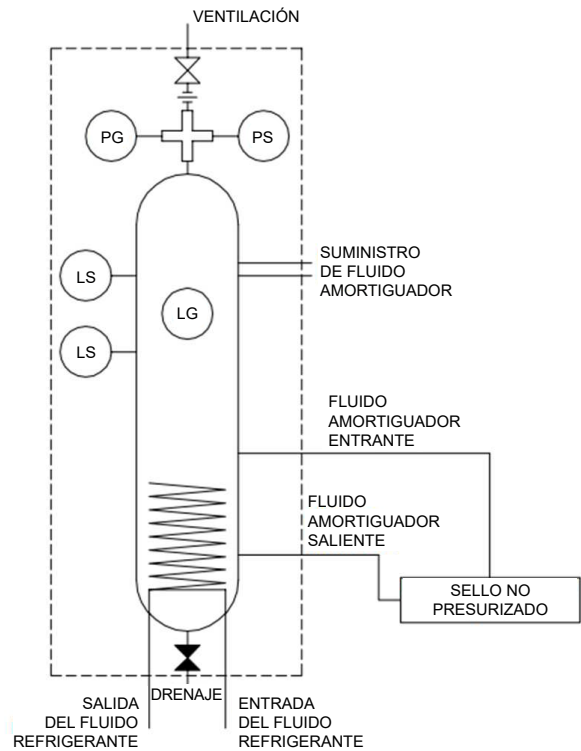 VENTILACIÓN
PG
PS
SUMINISTRO
DE FLUIDO
AMORTIGUADOR
LS
LG
LS
FLUIDO
AMORTIGUADOR
ENTRANTE
FLUIDO
AMORTIGUADOR
SALIENTE
SELLO NO
PRESURIZADO
DRENAJE
SALIDA
DEL FLUIDO
REFRIGERANTE
ENTRADA
DEL FLUIDO
REFRIGERANTE